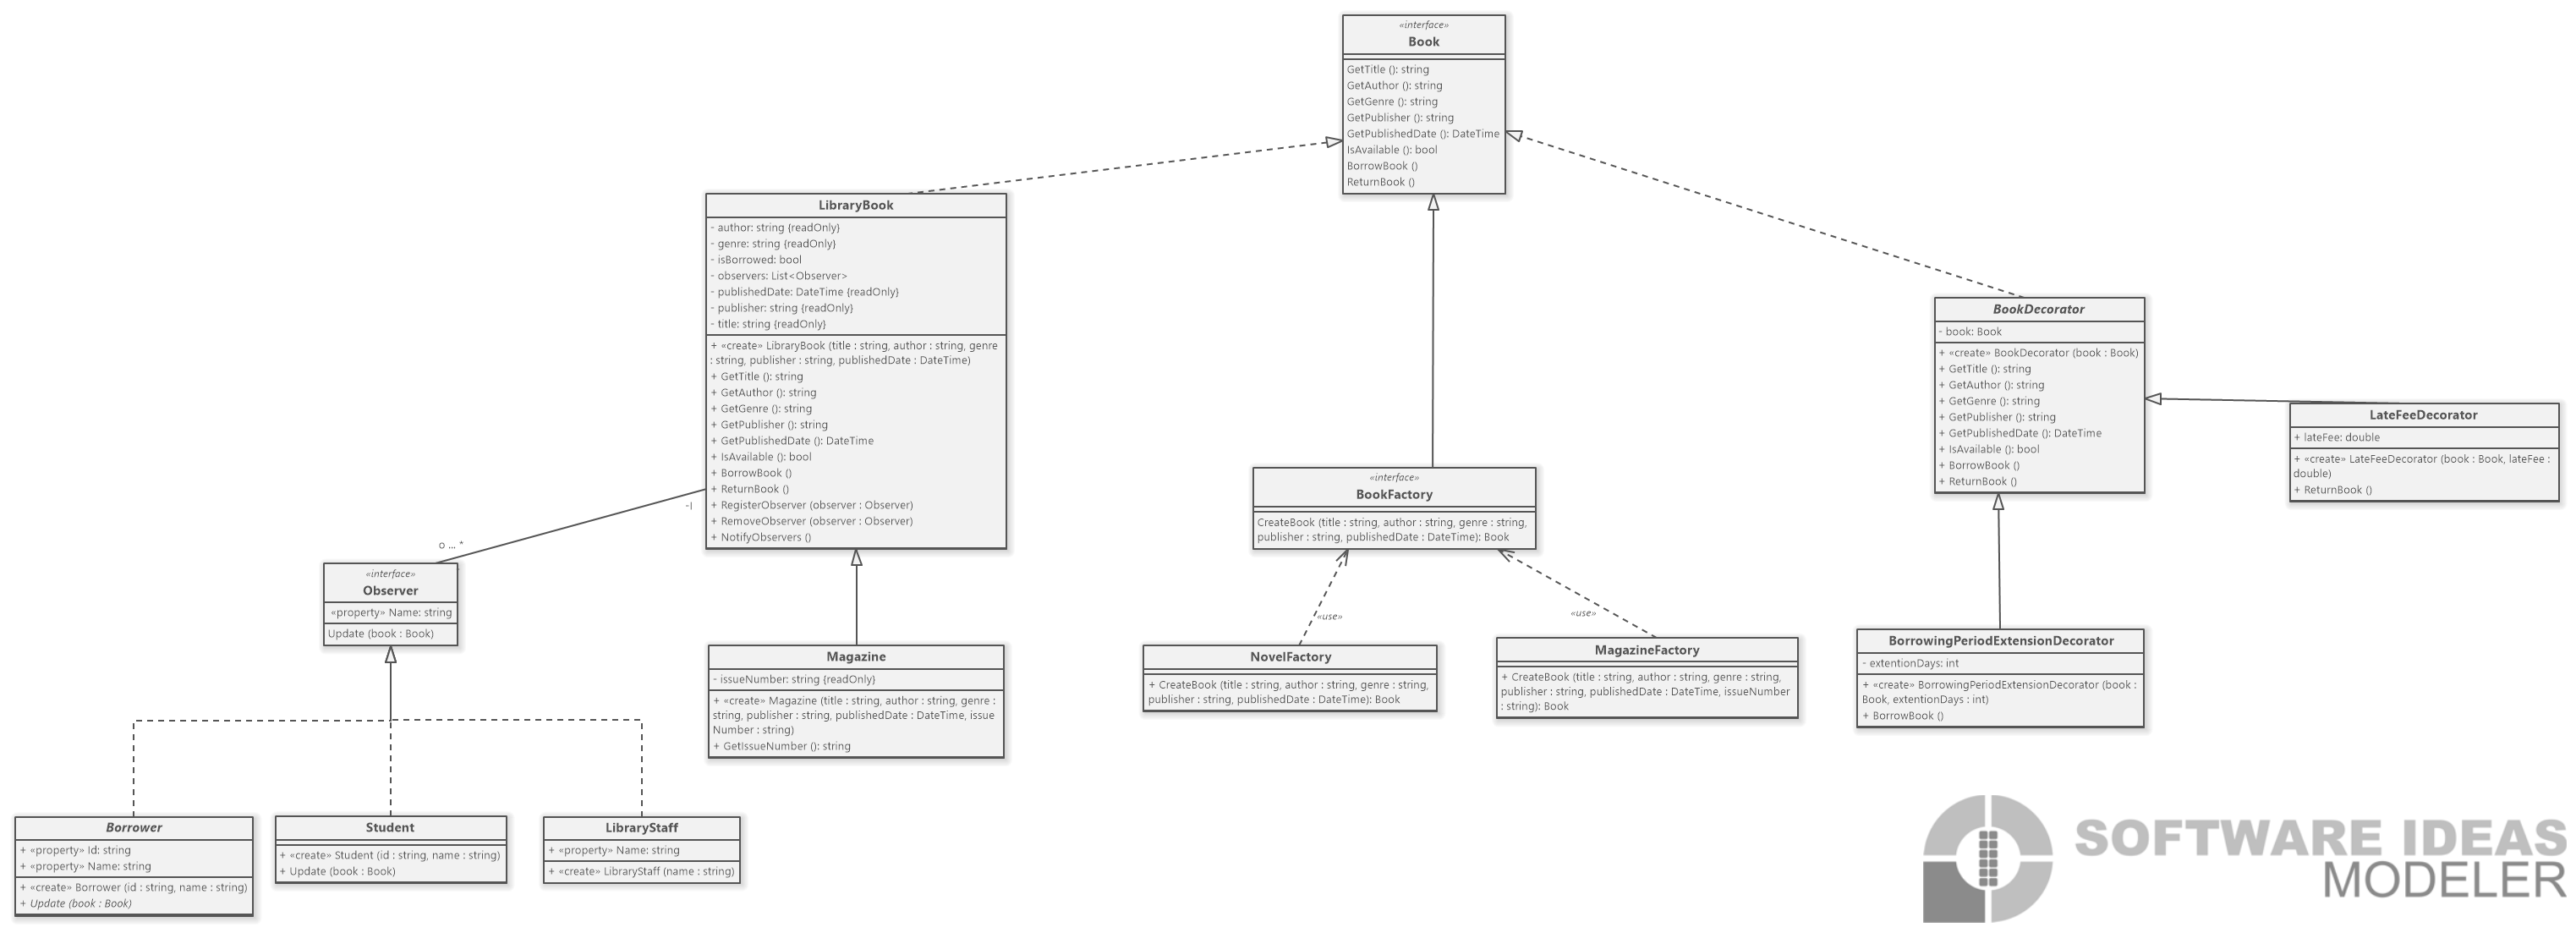 «interface»
Book
GetTitle (): string
GetAuthor (): string
GetGenre (): string
GetPublisher (): string
GetPublishedDate (): DateTime
IsAvailable (): bool
BorrowBook ()
ReturnBook ()
LibraryBook
- author: string {readOnly}
- genre: string {readOnly}
- isBorrowed: bool
- observers: List<Observer>
- publishedDate: DateTime {readOnly}
- publisher: string {readOnly}
- title: string {readOnly}
+ «create» LibraryBook (title : string, author : string, genre
: string, publisher : string, publishedDate : DateTime)
+ GetTitle (): string
+ GetAuthor (): string
+ GetGenre (): string
+ GetPublisher (): string
+ GetPublishedDate (): DateTime
+ IsAvailable (): bool
+ BorrowBook ()
+ ReturnBook ()
+ RegisterObserver (observer : Observer)
+ RemoveObserver (observer : Observer)
+ NotifyObservers ()
BookDecorator
- book: Book
+ «create» BookDecorator (book : Book)
+ GetTitle (): string
+ GetAuthor (): string
+ GetGenre (): string
+ GetPublisher (): string
+ GetPublishedDate (): DateTime
+ IsAvailable (): bool
+ BorrowBook ()
+ ReturnBook ()
LateFeeDecorator
+ lateFee: double
+ «create» LateFeeDecorator (book : Book, lateFee :
double)
+ ReturnBook ()
«interface»
BookFactory
CreateBook (title : string, author : string, genre : string,
publisher : string, publishedDate : DateTime): Book
-I
o ... *
«interface»
Observer
«property» Name: string
Update (book : Book)
«use»
«use»
Magazine
- issueNumber: string {readOnly}
+ «create» Magazine (title : string, author : string, genre :
string, publisher : string, publishedDate : DateTime, issue
Number : string)
+ GetIssueNumber (): string
NovelFactory
+ CreateBook (title : string, author : string, genre : string,
publisher : string, publishedDate : DateTime): Book
MagazineFactory
+ CreateBook (title : string, author : string, genre : string,
publisher : string, publishedDate : DateTime, issueNumber
: string): Book
BorrowingPeriodExtensionDecorator
- extentionDays: int
+ «create» BorrowingPeriodExtensionDecorator (book :
Book, extentionDays : int)
+ BorrowBook ()
Borrower
+ «property» Id: string
+ «property» Name: string
+ «create» Borrower (id : string, name : string)
+ Update (book : Book)
Student
+ «create» Student (id : string, name : string)
+ Update (book : Book)
LibraryStaff
+ «property» Name: string
+ «create» LibraryStaff (name : string)
SOFTWARE IDEAS
MODELER